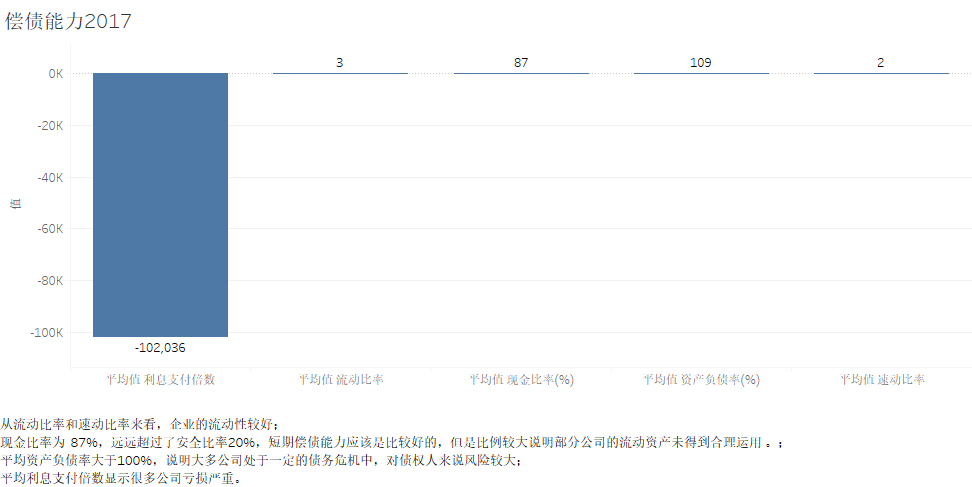 偿债能力2017
0K
-20K
-40K
-60K
-80K
-100K
值
3
87
109
2
-102,036
平均值 利息支付倍数
平均值 流动比率
平均值 现金比率(%)
平均值 资产负债率(%)
平均值 速动比率
从流动比率和速动比率来看，企业的流动性较好；
现金比率为 87%，远远超过了安全比率20%，短期偿债能力应该是比较好的，但是比例较大说明部分公司的流动资产未得到合理运用 。；
平均资产负债率大于100%，说明大多公司处于一定的债务危机中，对债权人来说风险较大；
平均利息支付倍数显示很多公司亏损严重。